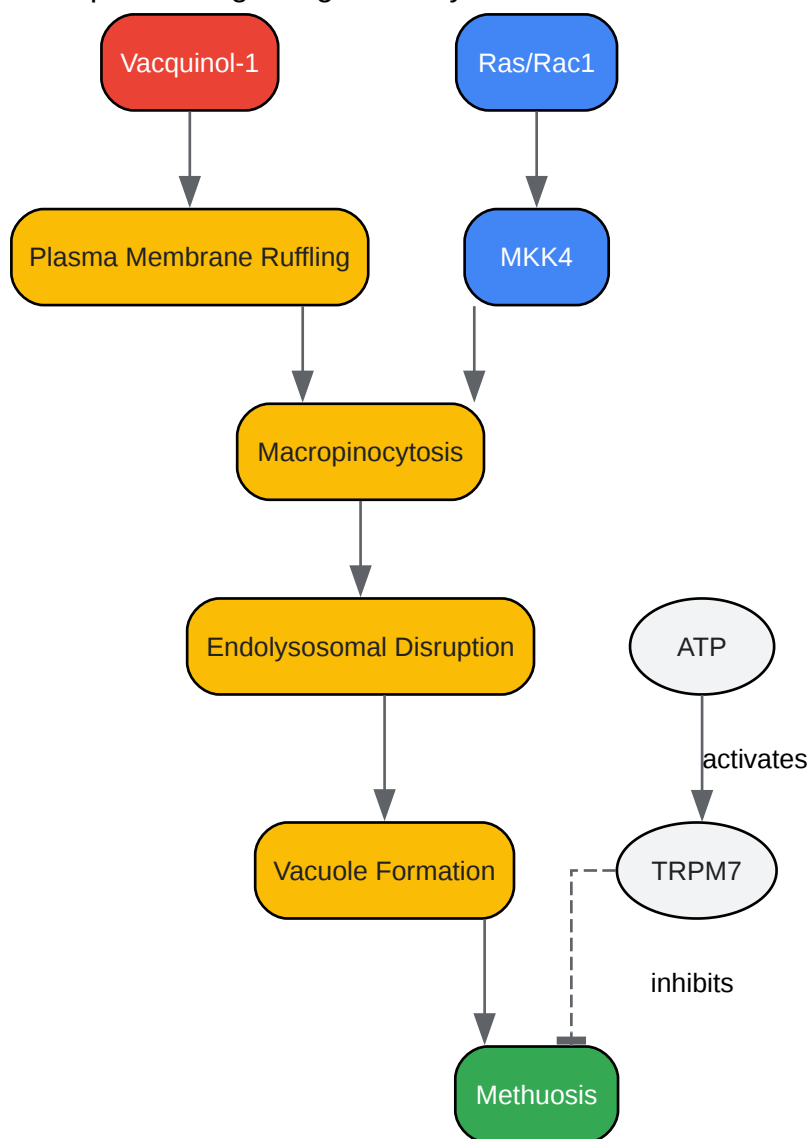 Vacquinol-1
Ras/Rac1
Plasma Membrane Ruffling
MKK4
Macropinocytosis
Endolysosomal Disruption
ATP
activates
Vacuole Formation
TRPM7
inhibits
Methuosis